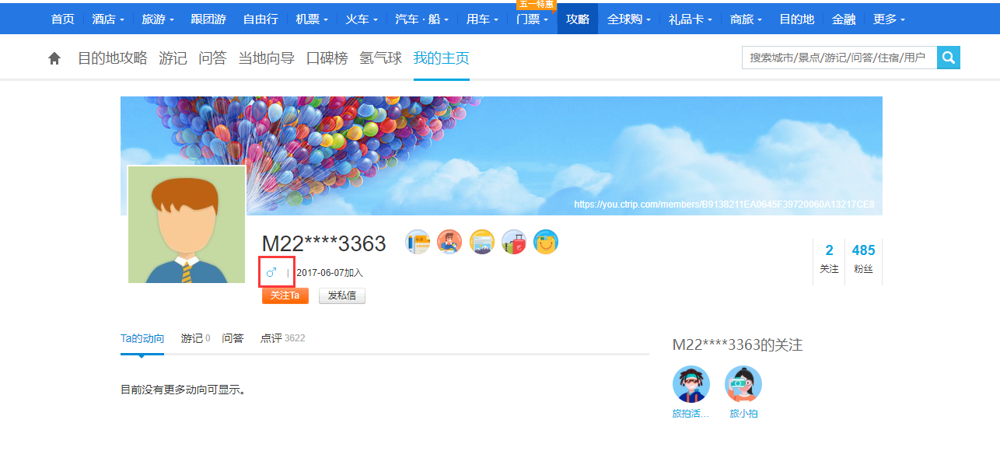 五一特惠
首页 酒店 旅游 跟团游 自由行 机票 火车 汽车 · 船 用车 门票 攻略 全球购 礼品卡 商旅 目的地 金融 更多
目的地攻略 游记 问答 当地向导 口碑榜 氢气球 我的主页 搜索城市/景点/游记/问答/住宿/用户
https://you.ctrip.com/members/B9138211EA0645F39720060A13217CE8
M22****3363
♂ | 2017-06-07加入
2 485
关注 粉丝
关注Ta 发私信
Ta的动向 游记 0 问答 点评 3622
M22****3363的关注
目前没有更多动向可显示。
旅拍活... 旅小拍